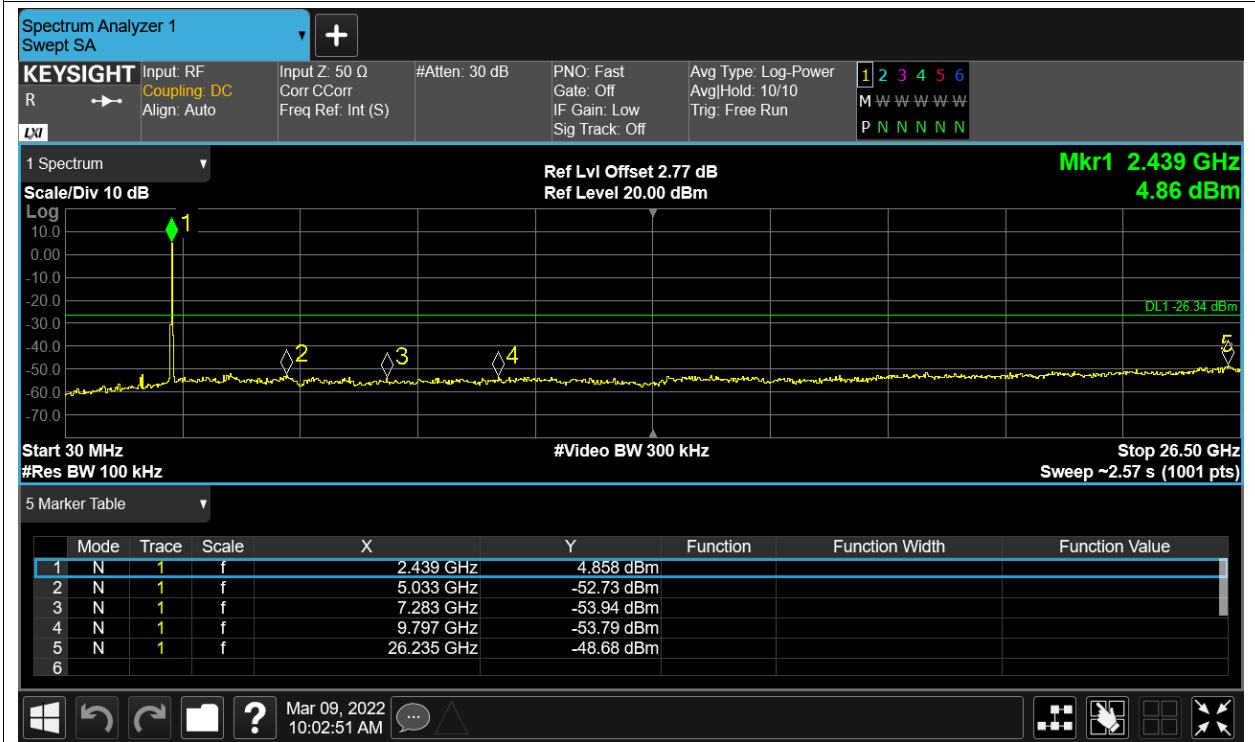 Spectrum Analyzer 1
Swept SA
+
KEYSIGHT
R
LXI
Input: RF
Coupling: DC
Align: Auto
Input Z: 50 Ω
Corr CCorr
Freq Ref: Int (S)
#Atten: 30 dB
PNO: Fast
Gate: Off
IF Gain: Low
Sig Track: Off
Avg Type: Log-Power
Avg|Hold: 10/10
Trig: Free Run
1 2 3 4 5 6
M W W W W W
P N N N N N
1 Spectrum
Scale/Div 10 dB
Ref Lvl Offset 2.77 dB
Ref Level 20.00 dBm
Mkr1 2.439 GHz
4.86 dBm
Log
10.0
0.00
-10.0
-20.0
-30.0
-40.0
-50.0
-60.0
-70.0
1
2
3
4
5
DL1 -26.34 dBm
Start 30 MHz
#Video BW 300 kHz
Stop 26.50 GHz
#Res BW 100 kHz
Sweep ~2.57 s (1001 pts)
5 Marker Table
Mode Trace Scale X Y Function Function Width Function Value
1 N 1 f 2.439 GHz 4.858 dBm
2 N 1 f 5.033 GHz -52.73 dBm
3 N 1 f 7.283 GHz -53.94 dBm
4 N 1 f 9.797 GHz -53.79 dBm
5 N 1 f 26.235 GHz -48.68 dBm
6
?
Mar 09, 2022
10:02:51 AM